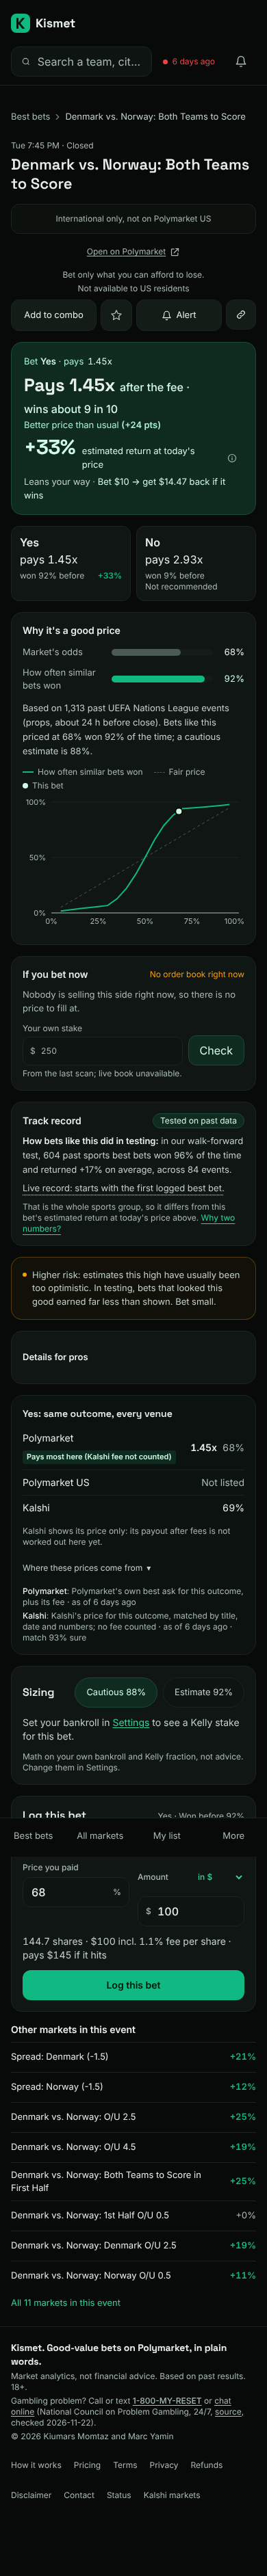 Kismet
Search a team, cit...
6 days ago
Best bets > Denmark vs. Norway: Both Teams to Score
Tue 7:45 PM · Closed
Denmark vs. Norway: Both Teams
to Score
International only, not on Polymarket US
Open on Polymarket
Bet only what you can afford to lose.
Not available to US residents
Add to combo
Alert
Bet Yes · pays 1.45x
Pays 1.45x after the fee ·
wins about 9 in 10
Better price than usual (+24 pts)
+33% estimated return at today's
price
Leans your way · Bet $10 → get $14.47 back if it
wins
Yes
pays 1.45x
won 92% before +33%
No
pays 2.93x
won 9% before
Not recommended
Why it's a good price
Market's odds 68%
How often similar
bets won
92%
Based on 1,313 past UEFA Nations League events
(props, about 24 h before close). Bets like this
priced at 68% won 92% of the time; a cautious
estimate is 88%.
How often similar bets won
Fair price
This bet
100%
50%
0%
0% 25% 50% 75% 100%
If you bet now
No order book right now
Nobody is selling this side right now, so there is no
price to fill at.
Your own stake
$ 250
Check
From the last scan; live book unavailable.
Track record
Tested on past data
How bets like this did in testing: in our walk-forward
test, 604 past sports best bets won 96% of the time
and returned +17% on average, across 84 events.
Live record: starts with the first logged best bet.
That is the whole sports group, so it differs from this
bet's estimated return at today's price above. Why two
numbers?
Higher risk: estimates this high have usually been
too optimistic. In testing, bets that looked this
good earned far less than shown. Bet small.
Details for pros
Yes: same outcome, every venue
Polymarket
Pays most here (Kalshi fee not counted)
1.45x 68%
Polymarket US Not listed
Kalshi 69%
Kalshi shows its price only: its payout after fees is not
worked out here yet.
Where these prices come from ▾
Polymarket: Polymarket's own best ask for this outcome,
plus its fee · as of 6 days ago
Kalshi: Kalshi's price for this outcome, matched by title,
date and numbers; no fee counted · as of 6 days ago ·
match 93% sure
Sizing
Cautious 88%
Estimate 92%
Set your bankroll in Settings to see a Kelly stake
for this bet.
Math on your own bankroll and Kelly fraction, not advice.
Change them in Settings.
Log this bet
Yes · Won before 92%
Best bets
All markets
My list
More
Price you paid
68 %
Amount
in $
$ 100
144.7 shares · $100 incl. 1.1% fee per share ·
pays $145 if it hits
Log this bet
Other markets in this event
Spread: Denmark (-1.5) +21%
Spread: Norway (-1.5) +12%
Denmark vs. Norway: O/U 2.5 +25%
Denmark vs. Norway: O/U 4.5 +19%
Denmark vs. Norway: Both Teams to Score in
First Half
+25%
Denmark vs. Norway: 1st Half O/U 0.5 +0%
Denmark vs. Norway: Denmark O/U 2.5 +19%
Denmark vs. Norway: Norway O/U 0.5 +11%
All 11 markets in this event
Kismet. Good-value bets on Polymarket, in plain
words.
Market analytics, not financial advice. Based on past results.
18+.
Gambling problem? Call or text 1-800-MY-RESET or chat
online (National Council on Problem Gambling, 24/7, source,
checked 2026-11-22).
© 2026 Kiumars Momtaz and Marc Yamin
How it works
Pricing
Terms
Privacy
Refunds
Disclaimer
Contact
Status
Kalshi markets